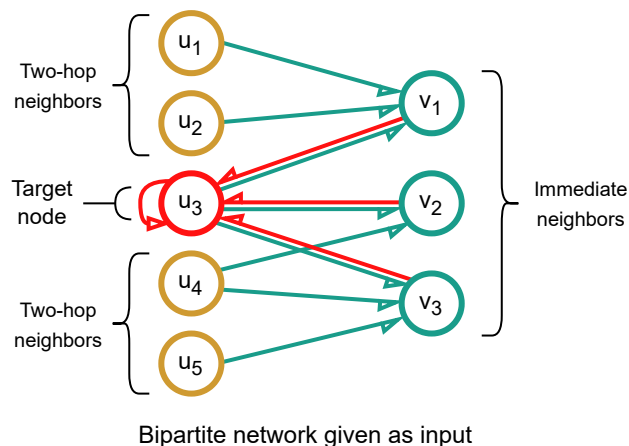 Two-hop
neighbors
u1
u2
v1
Target
node
u3
v2
Immediate
neighbors
Two-hop
neighbors
u4
u5
v3
Bipartite network given as input